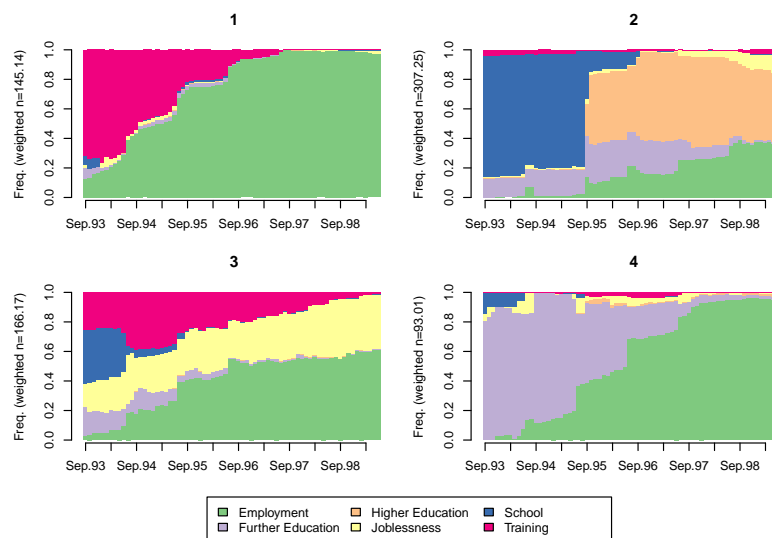 1
2
Freq. (weighted n=145.14)
0.0 0.2 0.4 0.6 0.8 1.0
Sep.93 Sep.94 Sep.95 Sep.96 Sep.97 Sep.98
Freq. (weighted n=307.25)
0.0 0.2 0.4 0.6 0.8 1.0
Sep.93 Sep.94 Sep.95 Sep.96 Sep.97 Sep.98
3
4
Freq. (weighted n=166.17)
0.0 0.2 0.4 0.6 0.8 1.0
Sep.93 Sep.94 Sep.95 Sep.96 Sep.97 Sep.98
Freq. (weighted n=93.01)
0.0 0.2 0.4 0.6 0.8 1.0
Sep.93 Sep.94 Sep.95 Sep.96 Sep.97 Sep.98
Employment Higher Education School
Further Education Joblessness Training